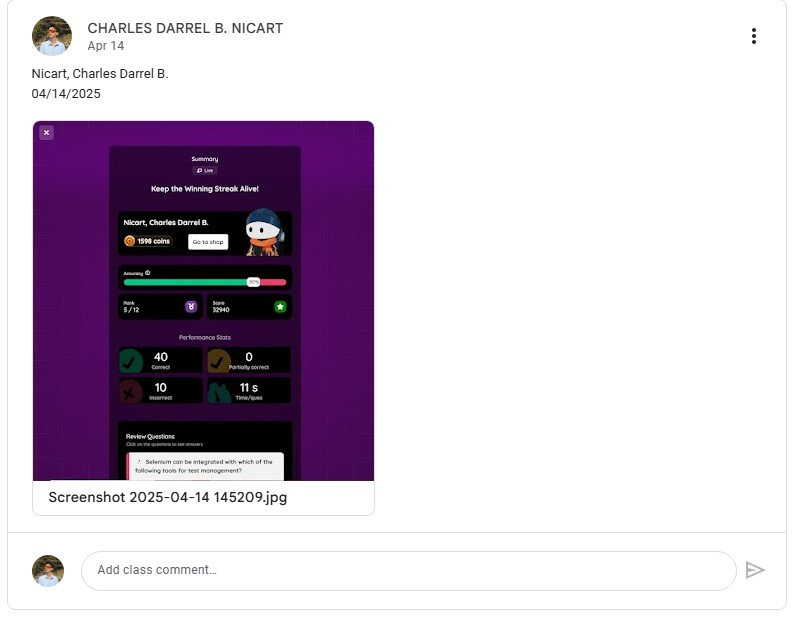 CHARLES DARREL B. NICART
Apr 14
Nicart, Charles Darrel B.
04/14/2025
Summary
Live
Keep the Winning Streak Alive!
Nicart, Charles Darrel B.
1598 coins
Go to shop
Accuracy
80%
Rank
5 / 12
Score
32940
Performance Stats
40
Correct
0
Partially correct
10
Incorrect
11 s
Time/ques
Review Questions
Click on the questions to see answers
7. Selenium can be integrated with which of the
following tools for test management?
Screenshot 2025-04-14 145209.jpg
Add class comment...